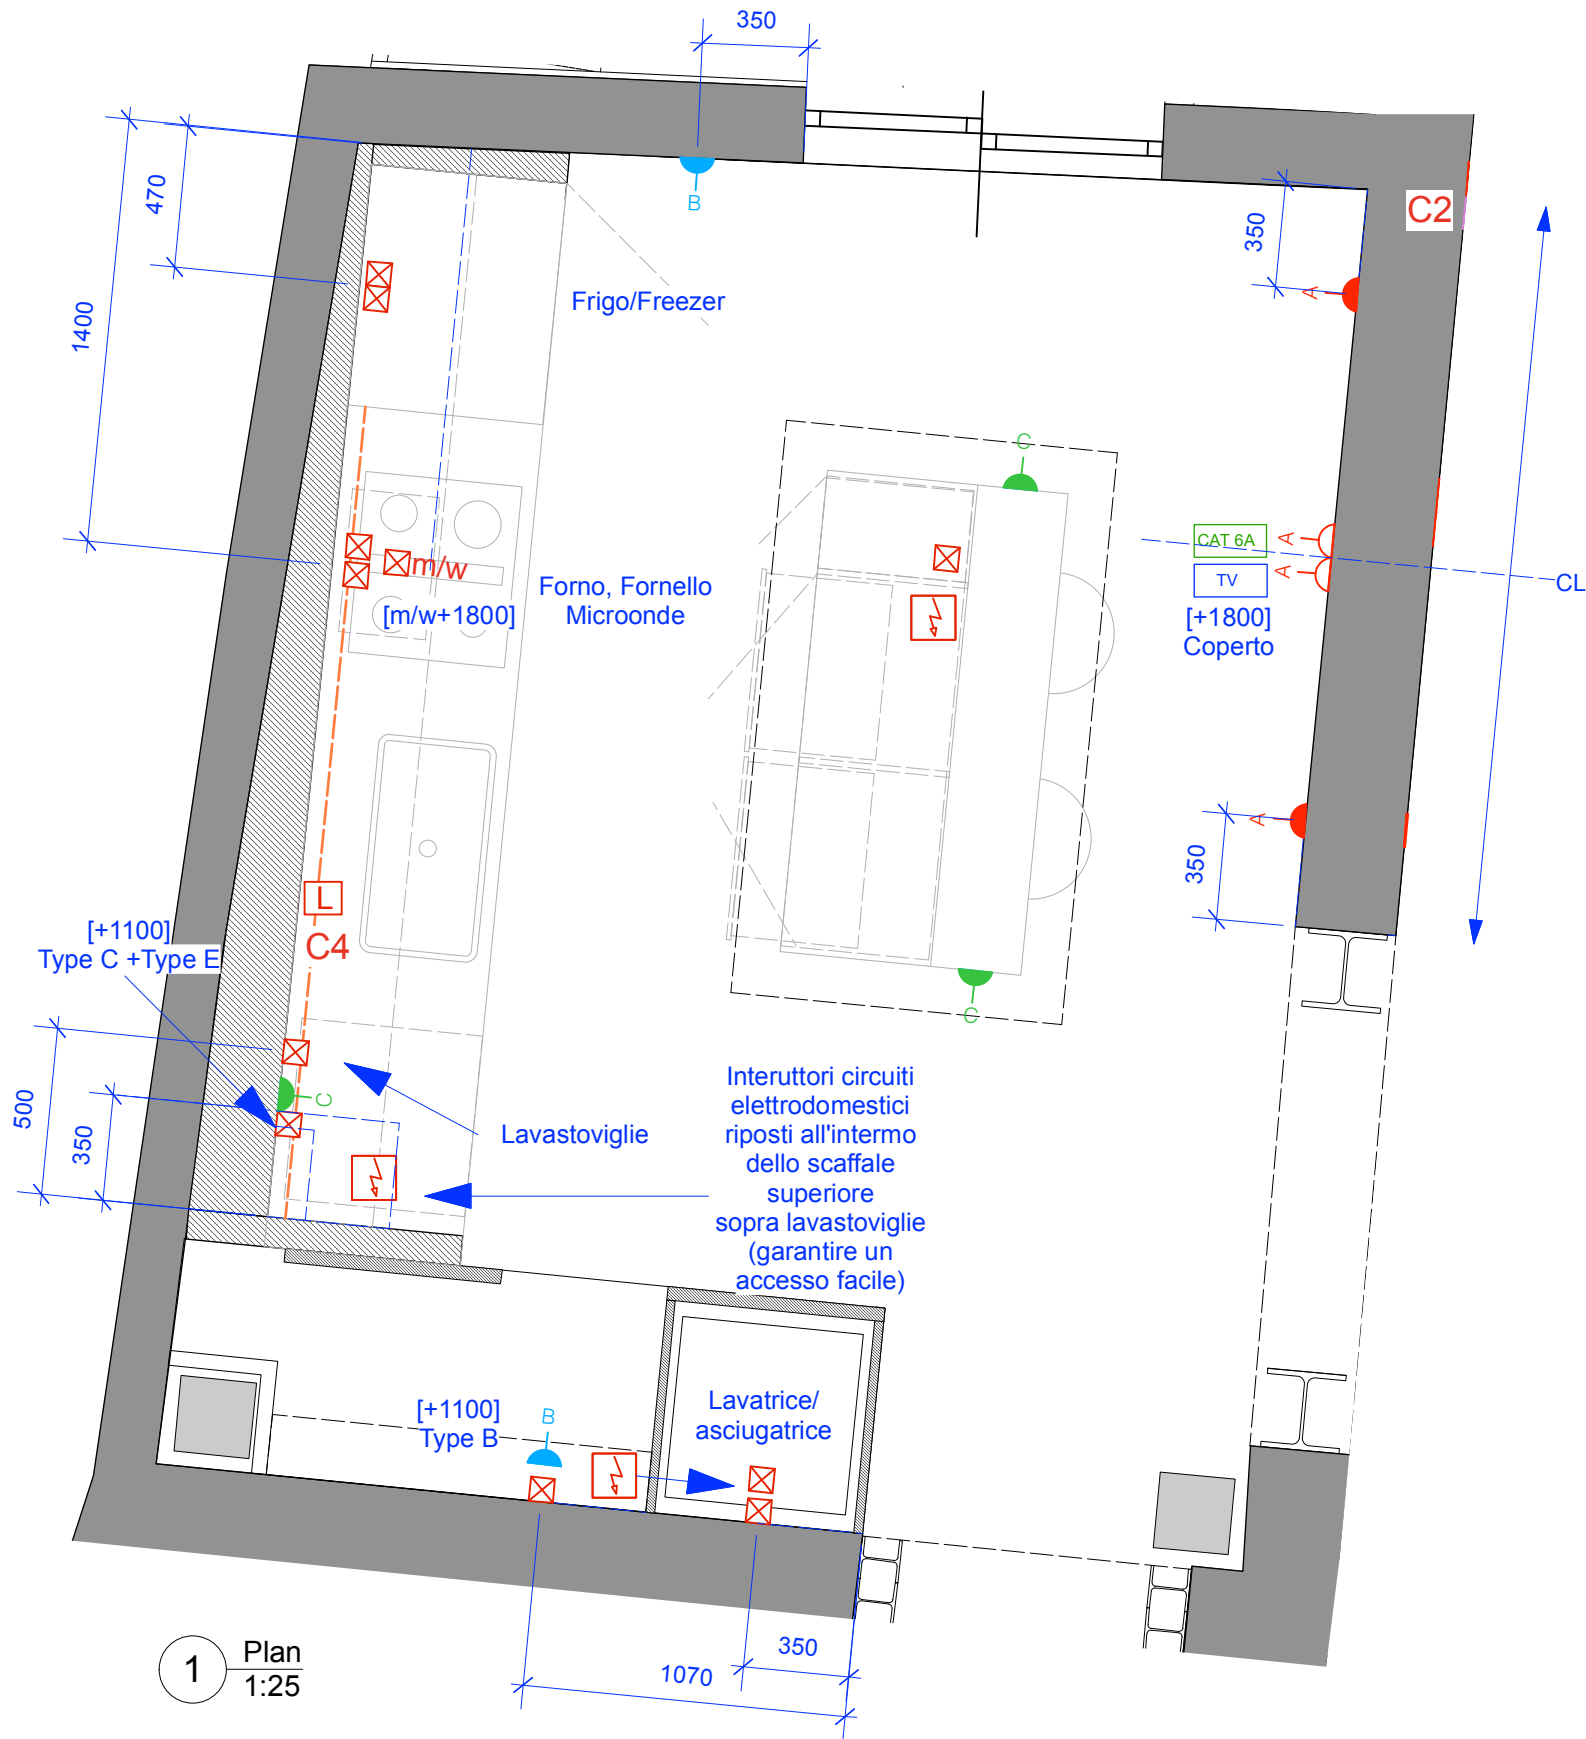 350
470
1400
B
Frigo/Freezer
350
C2
A
C
CAT 6A
A
TV
A
[+1800]
Coperto
CL
m/w
[m/w+1800]
Forno, Fornello
Microonde
A
350
L
C4
[+1100]
Type C +Type E
C
500
350
C
Lavastoviglie
Interuttori circuiti
elettrodomestici
riposti all'intermo
dello scaffale
superiore
sopra lavastoviglie
(garantire un
accesso facile)
[+1100]
Type B
B
Lavatrice/
asciugatrice
350
1070
1
Plan
1:25